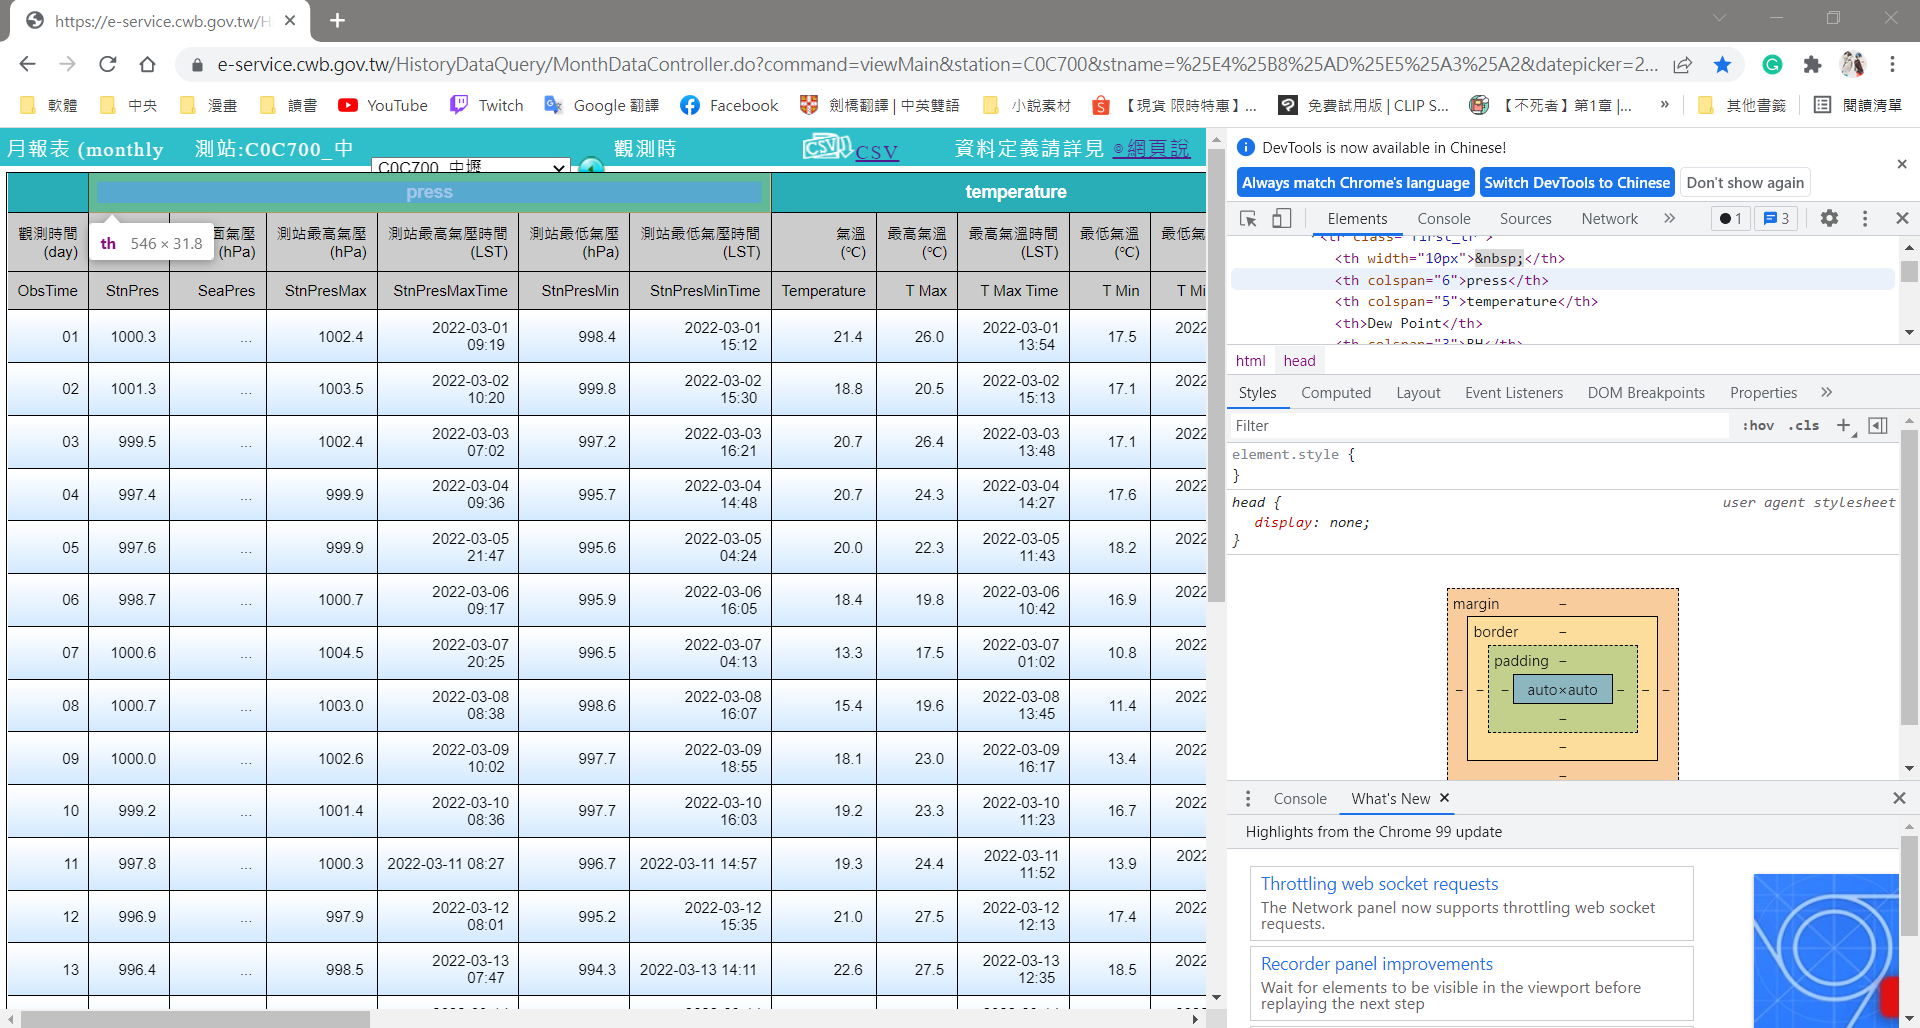 https://e-service.cwb.gov.tw/Hi
e-service.cwb.gov.tw/HistoryDataQuery/MonthDataController.do?command=viewMain&station=C0C700&stname=%25E4%25B8%25AD%25E5%25A3%25A2&datepicker=2...
軟體 中央 漫畫 讀書 YouTube Twitch Google 翻譯 Facebook 劍橋翻譯 | 中英雙語 小說素材 【現貨 限時特惠】... 免費試用版 | CLIP S... 【不死者】第1章 |... » 其他書籤 閱讀清單
月報表 (monthly 測站:C0C700_中 C0C700_中壢 觀測時 CSV CSV 資料定義請詳見 ⊙網頁說
press temperature
觀測時間 (day) 面氣壓 (hPa) 測站最高氣壓 (hPa) 測站最高氣壓時間 (LST) 測站最低氣壓 (hPa) 測站最低氣壓時間 (LST) 氣溫 (℃) 最高氣溫 (℃) 最高氣溫時間 (LST) 最低氣溫 (℃) 最低氣
th 546 × 31.8
ObsTime StnPres SeaPres StnPresMax StnPresMaxTime StnPresMin StnPresMinTime Temperature T Max T Max Time T Min T Mi
01 1000.3 ... 1002.4 2022-03-01 09:19 998.4 2022-03-01 15:12 21.4 26.0 2022-03-01 13:54 17.5 2022
02 1001.3 ... 1003.5 2022-03-02 10:20 999.8 2022-03-02 15:30 18.8 20.5 2022-03-02 15:13 17.1 2022
03 999.5 ... 1002.4 2022-03-03 07:02 997.2 2022-03-03 16:21 20.7 26.4 2022-03-03 13:48 17.1 2022
04 997.4 ... 999.9 2022-03-04 09:36 995.7 2022-03-04 14:48 20.7 24.3 2022-03-04 14:27 17.6 2022
05 997.6 ... 999.9 2022-03-05 21:47 995.6 2022-03-05 04:24 20.0 22.3 2022-03-05 11:43 18.2 2022
06 998.7 ... 1000.7 2022-03-06 09:17 995.9 2022-03-06 16:05 18.4 19.8 2022-03-06 10:42 16.9 2022
07 1000.6 ... 1004.5 2022-03-07 20:25 996.5 2022-03-07 04:13 13.3 17.5 2022-03-07 01:02 10.8 2022
08 1000.7 ... 1003.0 2022-03-08 08:38 998.6 2022-03-08 16:07 15.4 19.6 2022-03-08 13:45 11.4 2022
09 1000.0 ... 1002.6 2022-03-09 10:02 997.7 2022-03-09 18:55 18.1 23.0 2022-03-09 16:17 13.4 2022
10 999.2 ... 1001.4 2022-03-10 08:36 997.7 2022-03-10 16:03 19.2 23.3 2022-03-10 11:23 16.7 2022
11 997.8 ... 1000.3 2022-03-11 08:27 996.7 2022-03-11 14:57 19.3 24.4 2022-03-11 11:52 13.9 2022
12 996.9 ... 997.9 2022-03-12 08:01 995.2 2022-03-12 15:35 21.0 27.5 2022-03-12 12:13 17.4 2022
13 996.4 ... 998.5 2022-03-13 07:47 994.3 2022-03-13 14:11 22.6 27.5 2022-03-13 12:35 18.5 2022
DevTools is now available in Chinese!
Always match Chrome's language Switch DevTools to Chinese Don't show again
Elements Console Sources Network » 1 3
<th class="first_th">
<th width="10px">&nbsp;</th>
<th colspan="6">press</th>
<th colspan="5">temperature</th>
<th>Dew Point</th>
<th colspan="3">RH</th>
html head
Styles Computed Layout Event Listeners DOM Breakpoints Properties »
Filter :hov .cls +
element.style {
}
head { user agent stylesheet
display: none;
}
margin –
border –
padding –
– – – auto×auto – – –
–
–
–
Console What's New
Highlights from the Chrome 99 update
Throttling web socket requests
The Network panel now supports throttling web socket
requests.
Recorder panel improvements
Wait for elements to be visible in the viewport before
replaying the next step